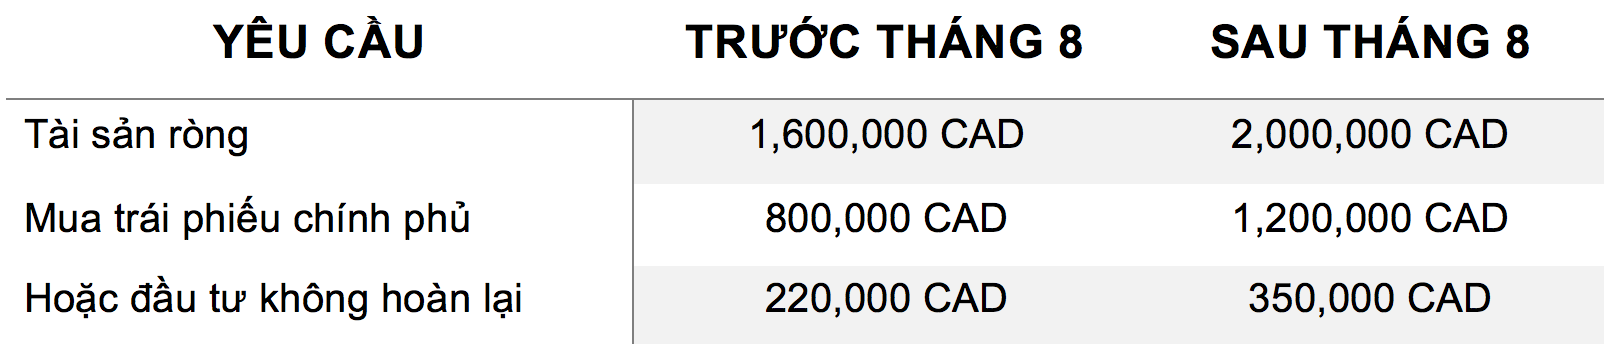 YÊU CẦU TRƯỚC THÁNG 8 SAU THÁNG 8
Tài sản ròng 1,600,000 CAD 2,000,000 CAD
Mua trái phiếu chính phủ 800,000 CAD 1,200,000 CAD
Hoặc đầu tư không hoàn lại 220,000 CAD 350,000 CAD